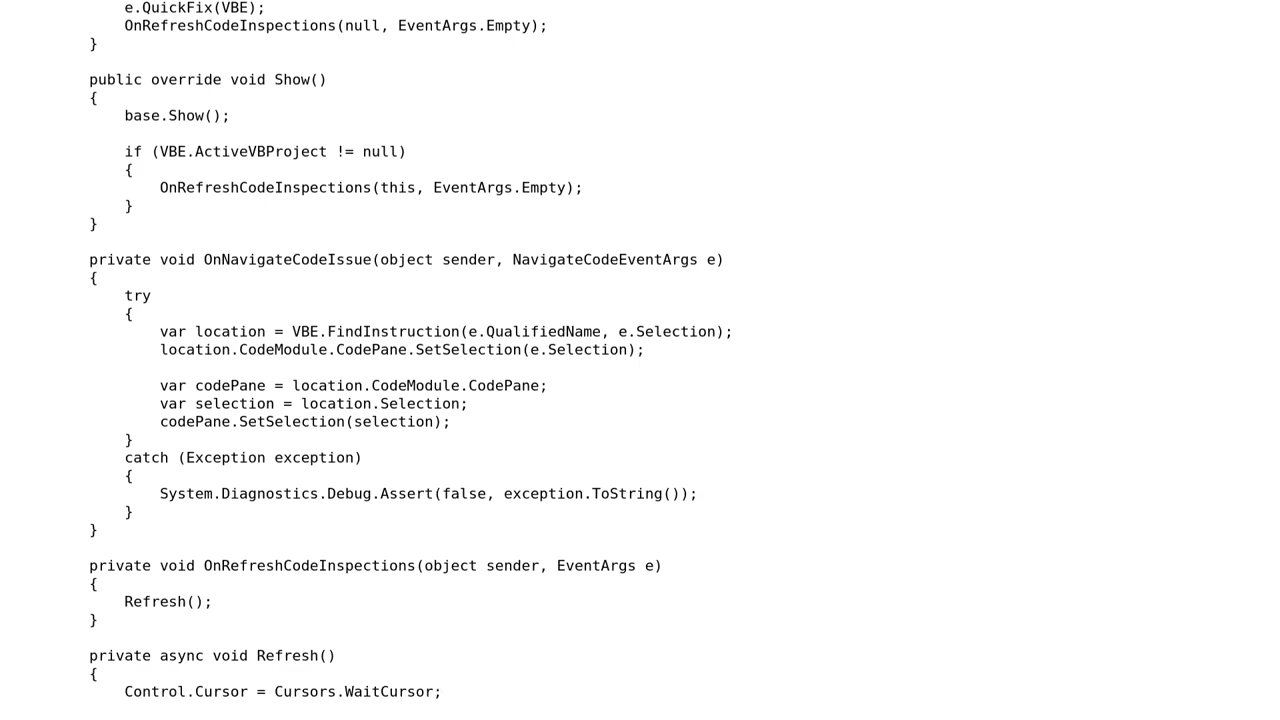 e.QuickFix(VBE);
OnRefreshCodeInspections(null, EventArgs.Empty);
}
public override void Show()
{
base.Show();
if (VBE.ActiveVBProject != null)
{
OnRefreshCodeInspections(this, EventArgs.Empty);
}
}
private void OnNavigateCodeIssue(object sender, NavigateCodeEventArgs e)
{
try
{
var location = VBE.FindInstruction(e.QualifiedName, e.Selection);
location.CodeModule.CodePane.SetSelection(e.Selection);
var codePane = location.CodeModule.CodePane;
var selection = location.Selection;
codePane.SetSelection(selection);
}
catch (Exception exception)
{
System.Diagnostics.Debug.Assert(false, exception.ToString());
}
}
private void OnRefreshCodeInspections(object sender, EventArgs e)
{
Refresh();
}
private async void Refresh()
{
Control.Cursor = Cursors.WaitCursor;